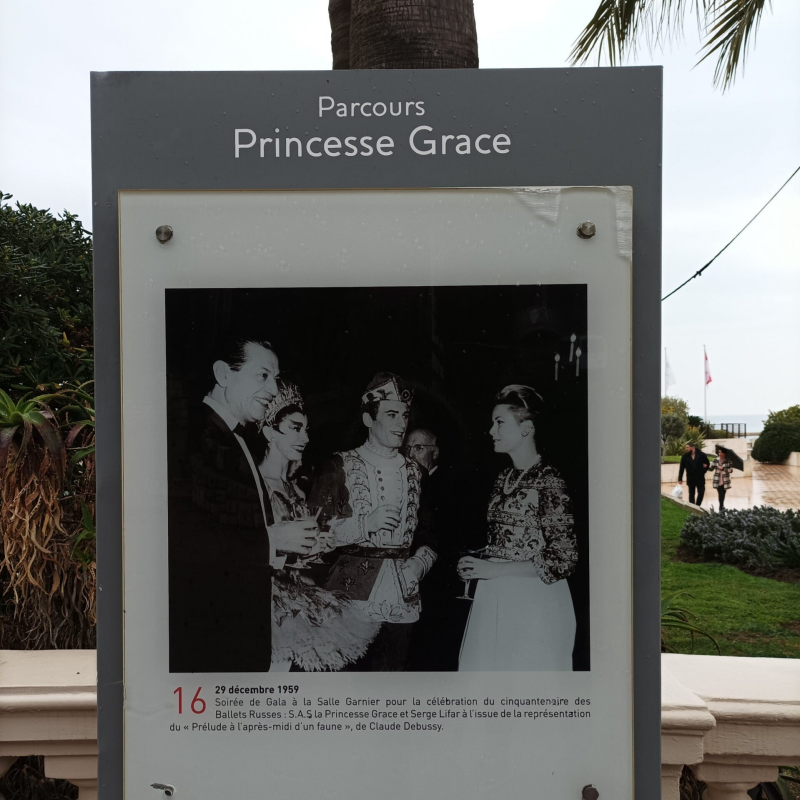 Parcours
Princesse Grace
16 29 décembre 1959
Soirée de Gala à la Salle Garnier pour la célébration du cinquantenaire des
Ballets Russes : S.A.S la Princesse Grace et Serge Lifar à l'issue de la représentation
du « Prélude à l'après-midi d'un faune », de Claude Debussy.